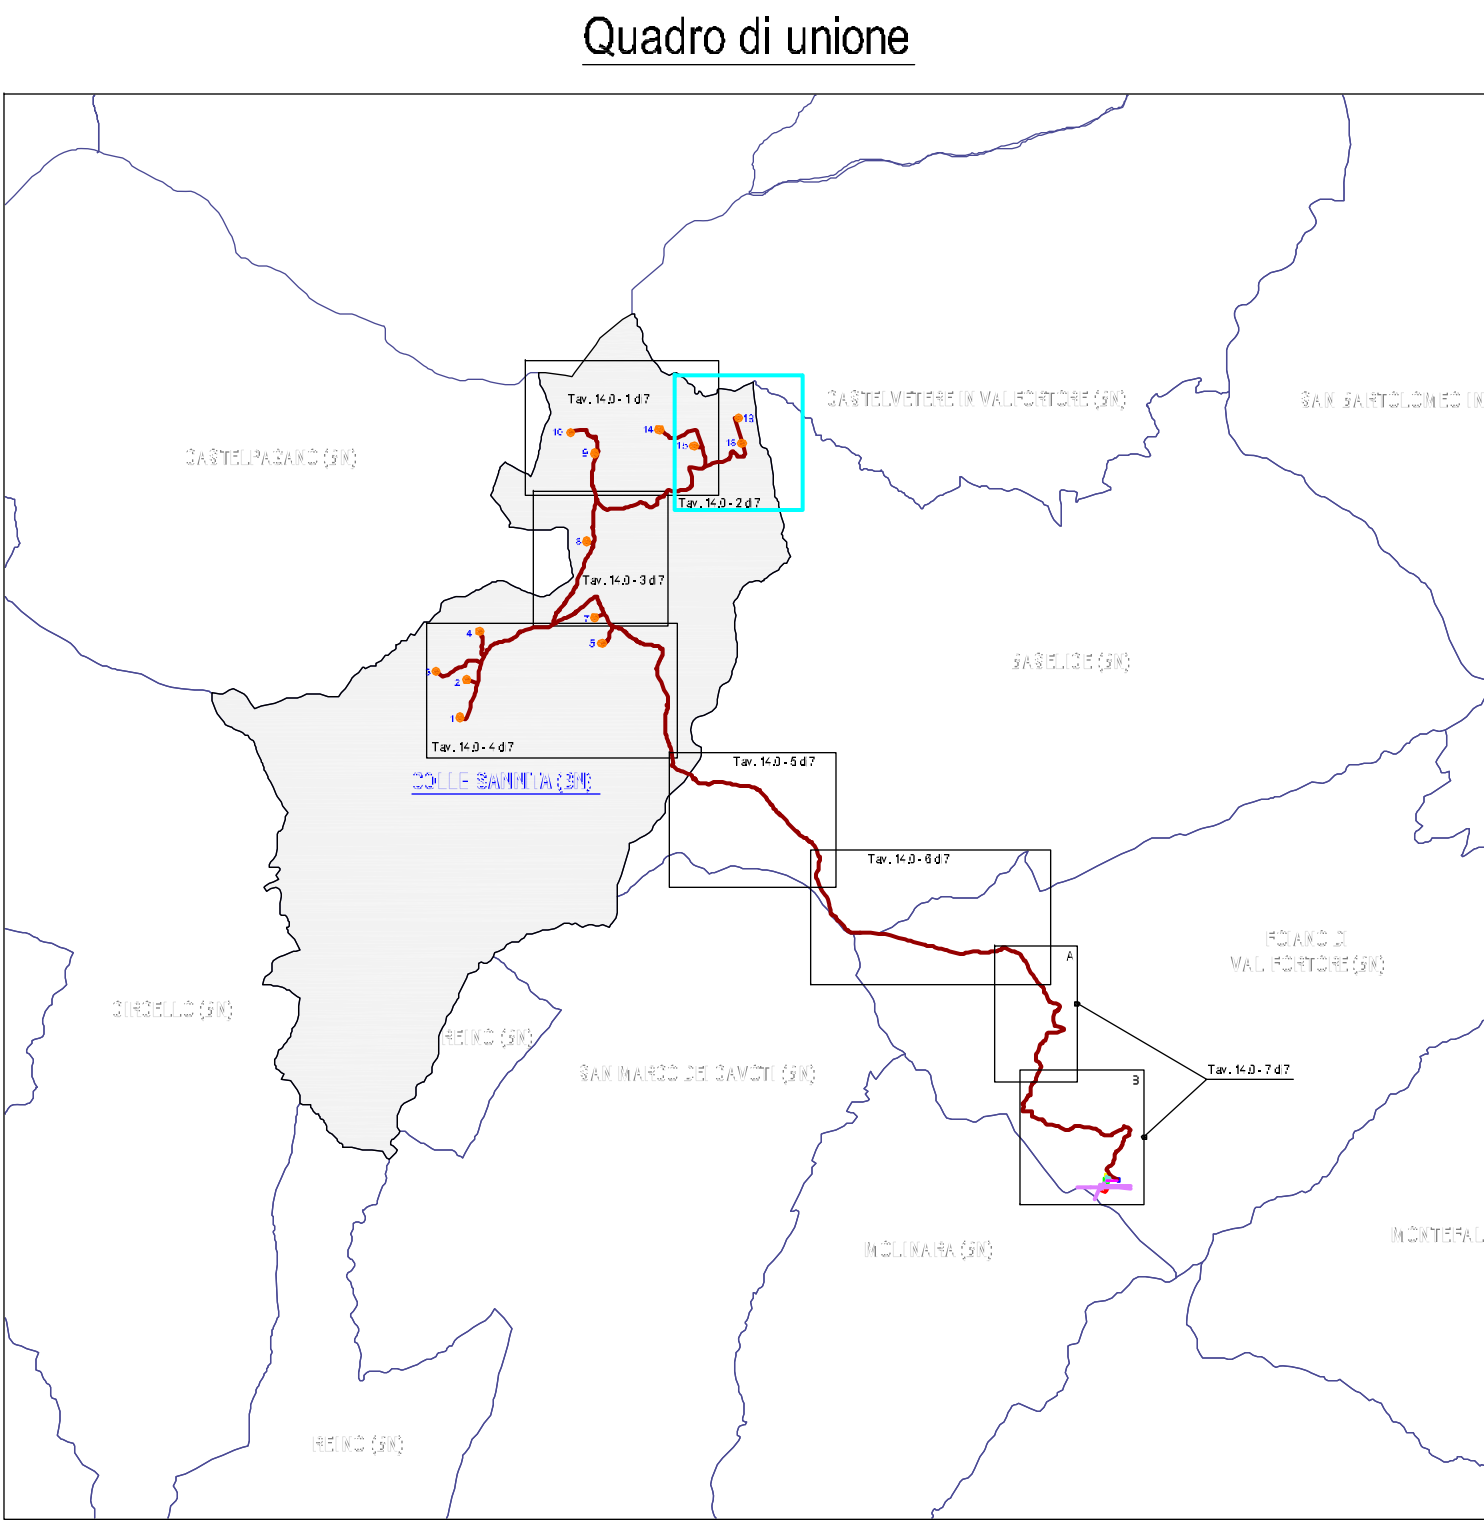 Quadro di unione
Tav. 14.0 - 1 di 7
CASTELVETERE IN VALFORTORE (BN)
SAN BARTOLOMEO IN
10
14
13
9
15
CASTELPAGANO (BN)
Tav. 14.0 - 2 di 7
8
Tav. 14.0 - 3 di 7
7
4
5
BASELICE (BN)
2
1
Tav. 14.0 - 4 di 7
Tav. 14.0 - 5 di 7
COLLE SANNITA (BN)
Tav. 14.0 - 6 di 7
FOIANO DI
VAL FORTORE (BN)
A
CIRCELLO (BN)
REINO (BN)
SAN MARCO DEI CAVOTI (BN)
Tav. 14.0 - 7 di 7
B
MOLINARA (BN)
MONTEFAL
REINO (BN)